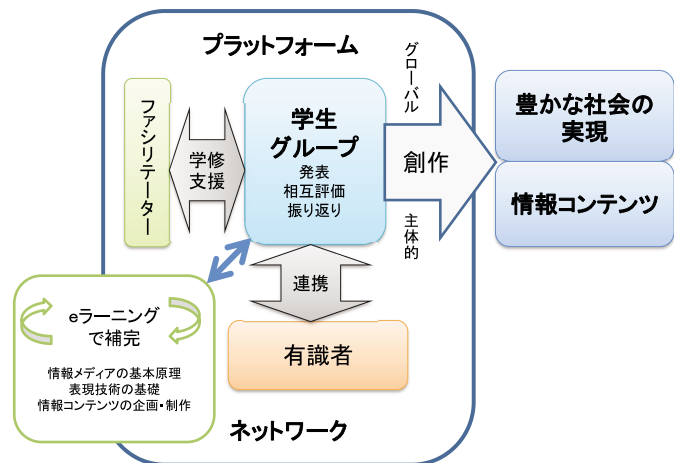 プラットフォーム
グローバル
ファシリテーター
学修
支援
学生
グループ
発表
相互評価
振り返り
創作
主体的
豊かな社会の
実現
情報コンテンツ
連携
有識者
eラーニング
で補完
情報メディアの基本原理
表現技術の基礎
情報コンテンツの企画・制作
ネットワーク